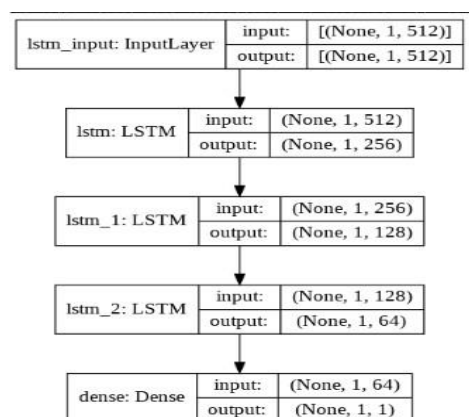 lstm_input: InputLayer input: [(None, 1, 512)]
output: [(None, 1, 512)]
lstm: LSTM input: (None, 1, 512)
output: (None, 1, 256)
lstm_1: LSTM input: (None, 1, 256)
output: (None, 1, 128)
lstm_2: LSTM input: (None, 1, 128)
output: (None, 1, 64)
dense: Dense input: (None, 1, 64)
output: (None, 1, 1)